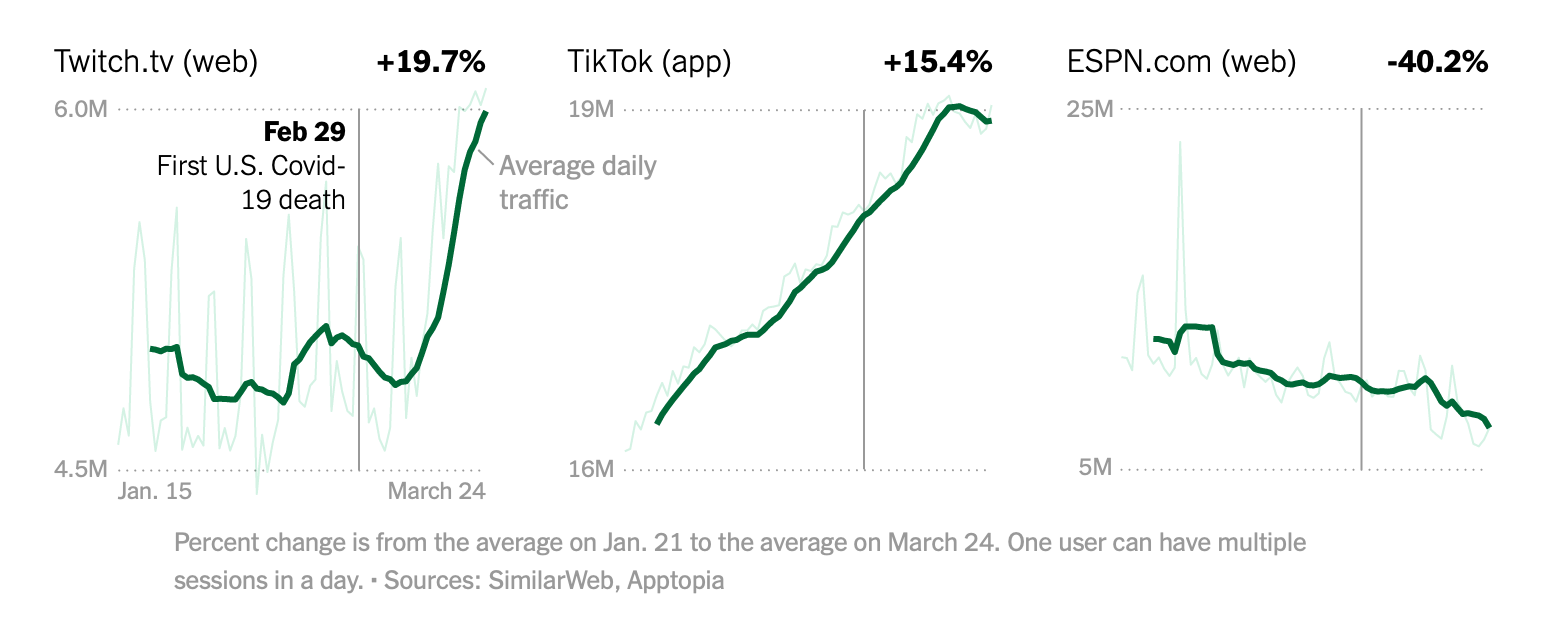 Twitch.tv (web) +19.7%
6.0M
Feb 29
First U.S. Covid-
19 death
Average daily
traffic
4.5M
Jan. 15 March 24
TikTok (app) +15.4%
19M
16M
ESPN.com (web) -40.2%
25M
5M
Percent change is from the average on Jan. 21 to the average on March 24. One user can have multiple
sessions in a day. • Sources: SimilarWeb, Apptopia